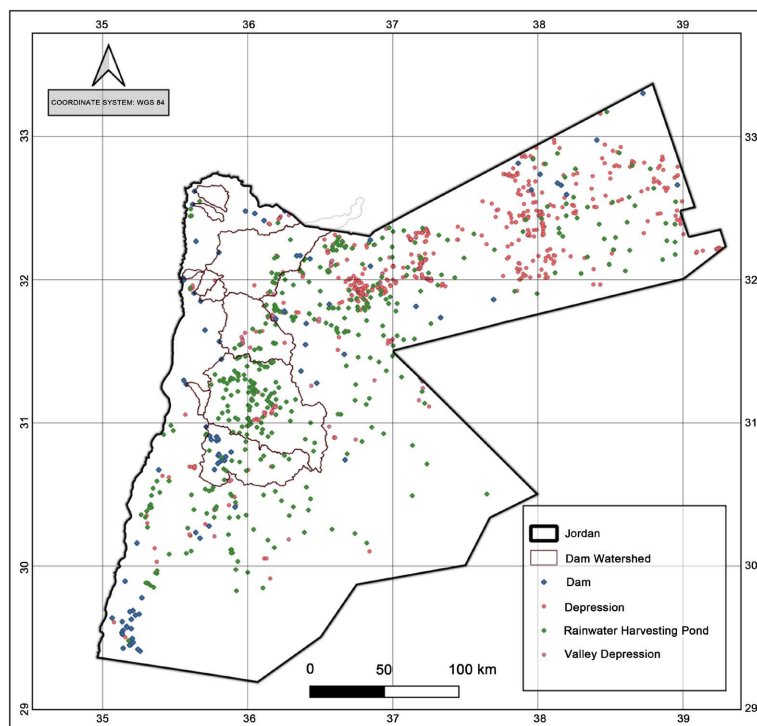 35 36 37 38 39
COORDINATE SYSTEM: WGS 84
33 33
32 32
31 31
30 30
Jordan
Dam Watershed
Dam
Depression
Rainwater Harvesting Pond
Valley Depression
0 50 100 km
29 29
35 36 37 38 39